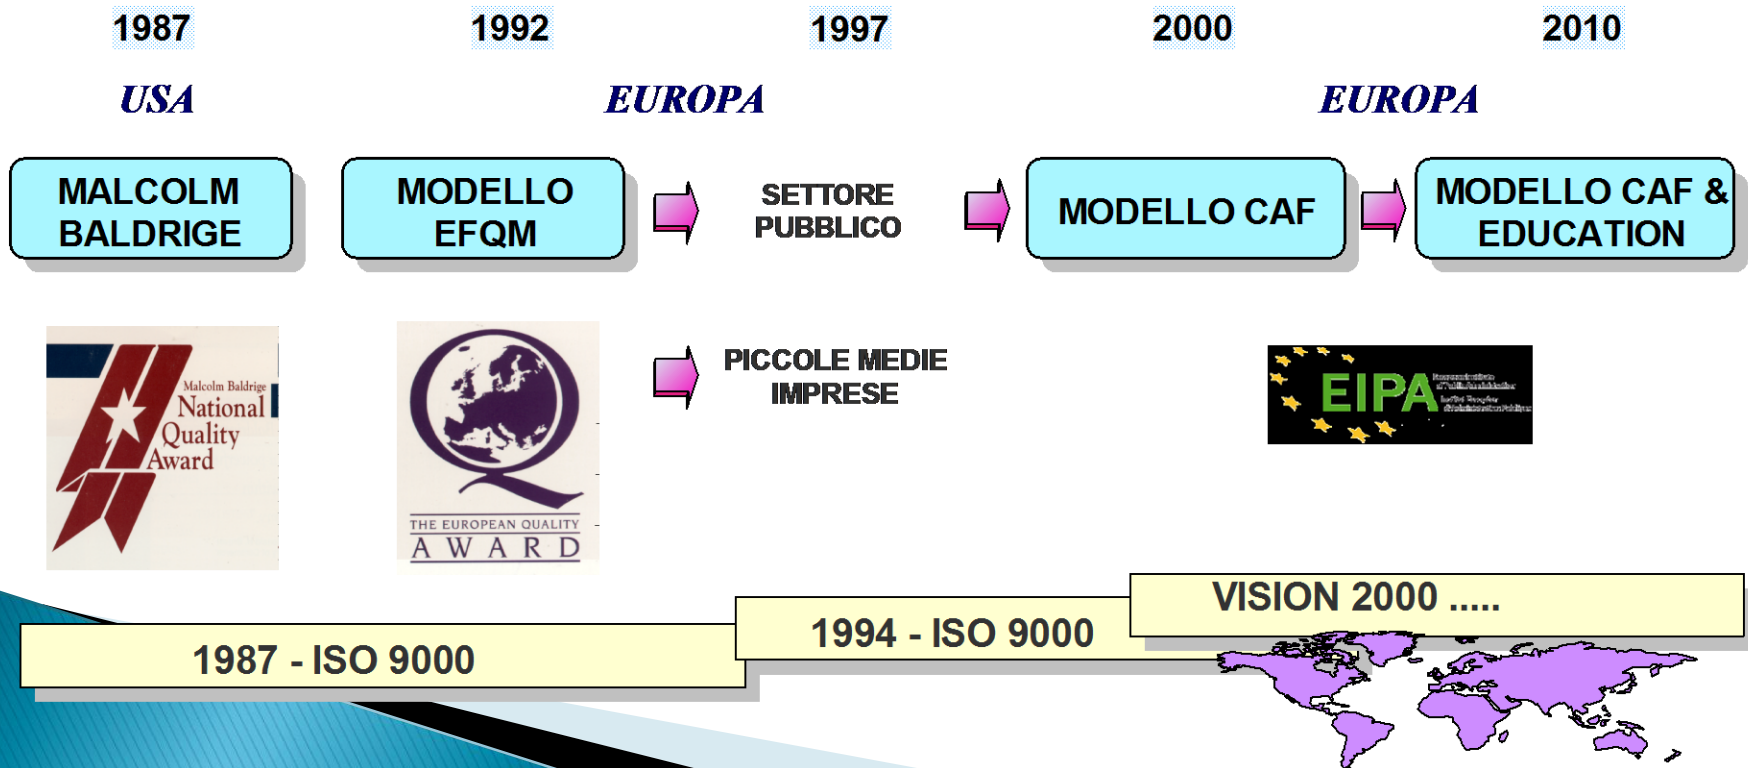 1987 1992 1997 2000 2010
USA EUROPA EUROPA
MALCOLM
BALDRIGE
MODELLO
EFQM
SETTORE
PUBBLICO
MODELLO CAF
MODELLO CAF &
EDUCATION
Malcolm Baldrige
National
Quality
Award
THE EUROPEAN QUALITY
AWARD
PICCOLE MEDIE
IMPRESE
EIPA
1987 - ISO 9000
1994 - ISO 9000
VISION 2000 .....